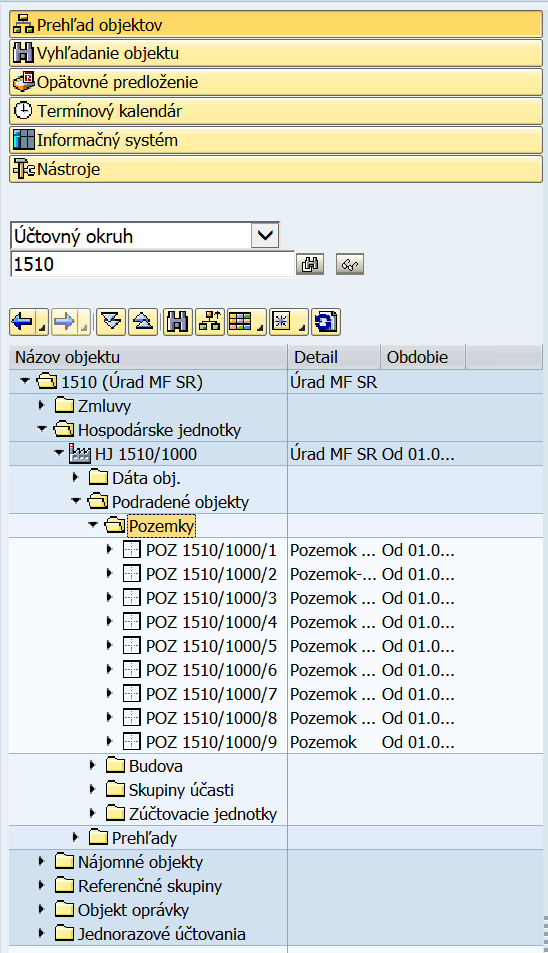 Prehľad objektov
Vyhľadanie objektu
Opätovné predloženie
Termínový kalendár
Informačný systém
Nástroje
Účtovný okruh
1510
Názov objektu Detail Obdobie
1510 (Úrad MF SR) Úrad MF SR
Zmluvy
Hospodárske jednotky
HJ 1510/1000 Úrad MF SR Od 01.0...
Dáta obj.
Podradené objekty
Pozemky
POZ 1510/1000/1 Pozemok ... Od 01.0...
POZ 1510/1000/2 Pozemok-... Od 01.0...
POZ 1510/1000/3 Pozemok ... Od 01.0...
POZ 1510/1000/4 Pozemok ... Od 01.0...
POZ 1510/1000/5 Pozemok ... Od 01.0...
POZ 1510/1000/6 Pozemok ... Od 01.0...
POZ 1510/1000/7 Pozemok ... Od 01.0...
POZ 1510/1000/8 Pozemok ... Od 01.0...
POZ 1510/1000/9 Pozemok Od 01.0...
Budova
Skupiny účasti
Zúčtovacie jednotky
Prehľady
Nájomné objekty
Referenčné skupiny
Objekt oprávky
Jednorazové účtovania